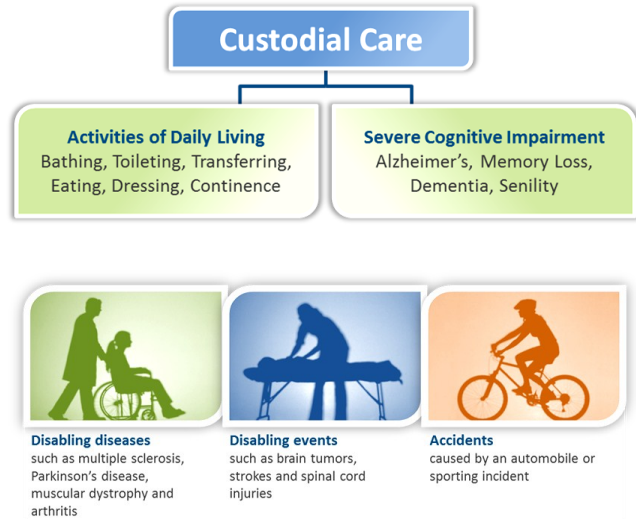 Custodial Care
Activities of Daily Living
Bathing, Toileting, Transferring,
Eating, Dressing, Continence
Severe Cognitive Impairment
Alzheimer's, Memory Loss,
Dementia, Senility
Disabling diseases
such as multiple sclerosis,
Parkinson's disease,
muscular dystrophy and
arthritis
Disabling events
such as brain tumors,
strokes and spinal cord
injuries
Accidents
caused by an automobile or
sporting incident